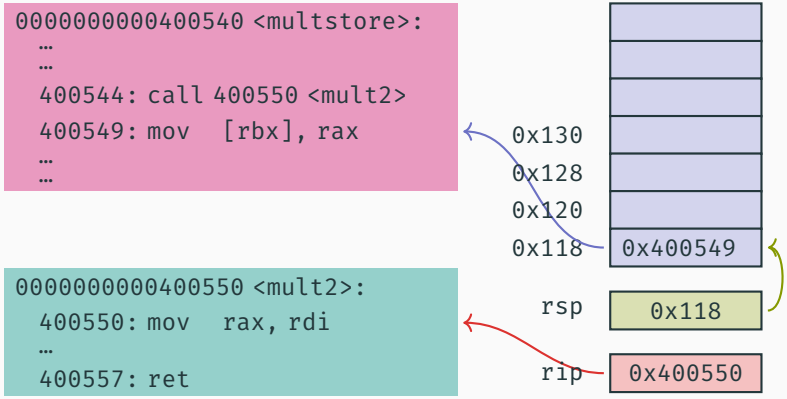 0000000000400540 <multstore>:
…
…
400544: call 400550 <mult2>
400549: mov [rbx], rax
…
…
0000000000400550 <mult2>:
400550: mov rax, rdi
…
400557: ret
0x130
0x128
0x120
0x118 0x400549
rsp 0x118
rip 0x400550